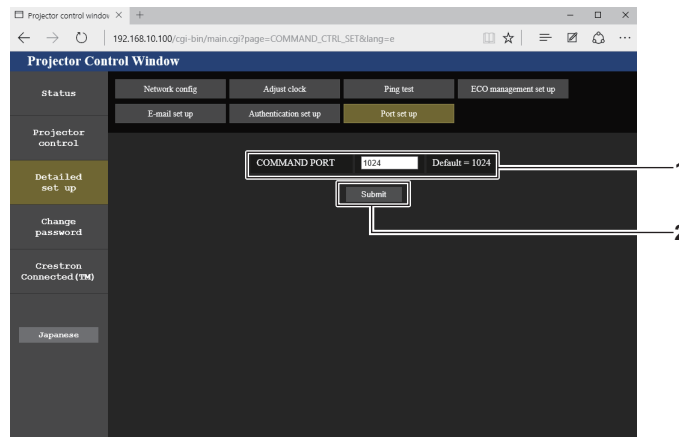 Projector control windov
192.168.10.100/cgi-bin/main.cgi?page=COMMAND_CTRL_SET&lang=e
Projector Control Window
Status
Network config
Adjust clock
Ping test
ECO management set up
E-mail set up
Authentication set up
Port set up
Projector
control
Detailed
set up
COMMAND PORT
1024
Default = 1024
1
Submit
2
Change
password
Crestron
Connected(TM)
Japanese